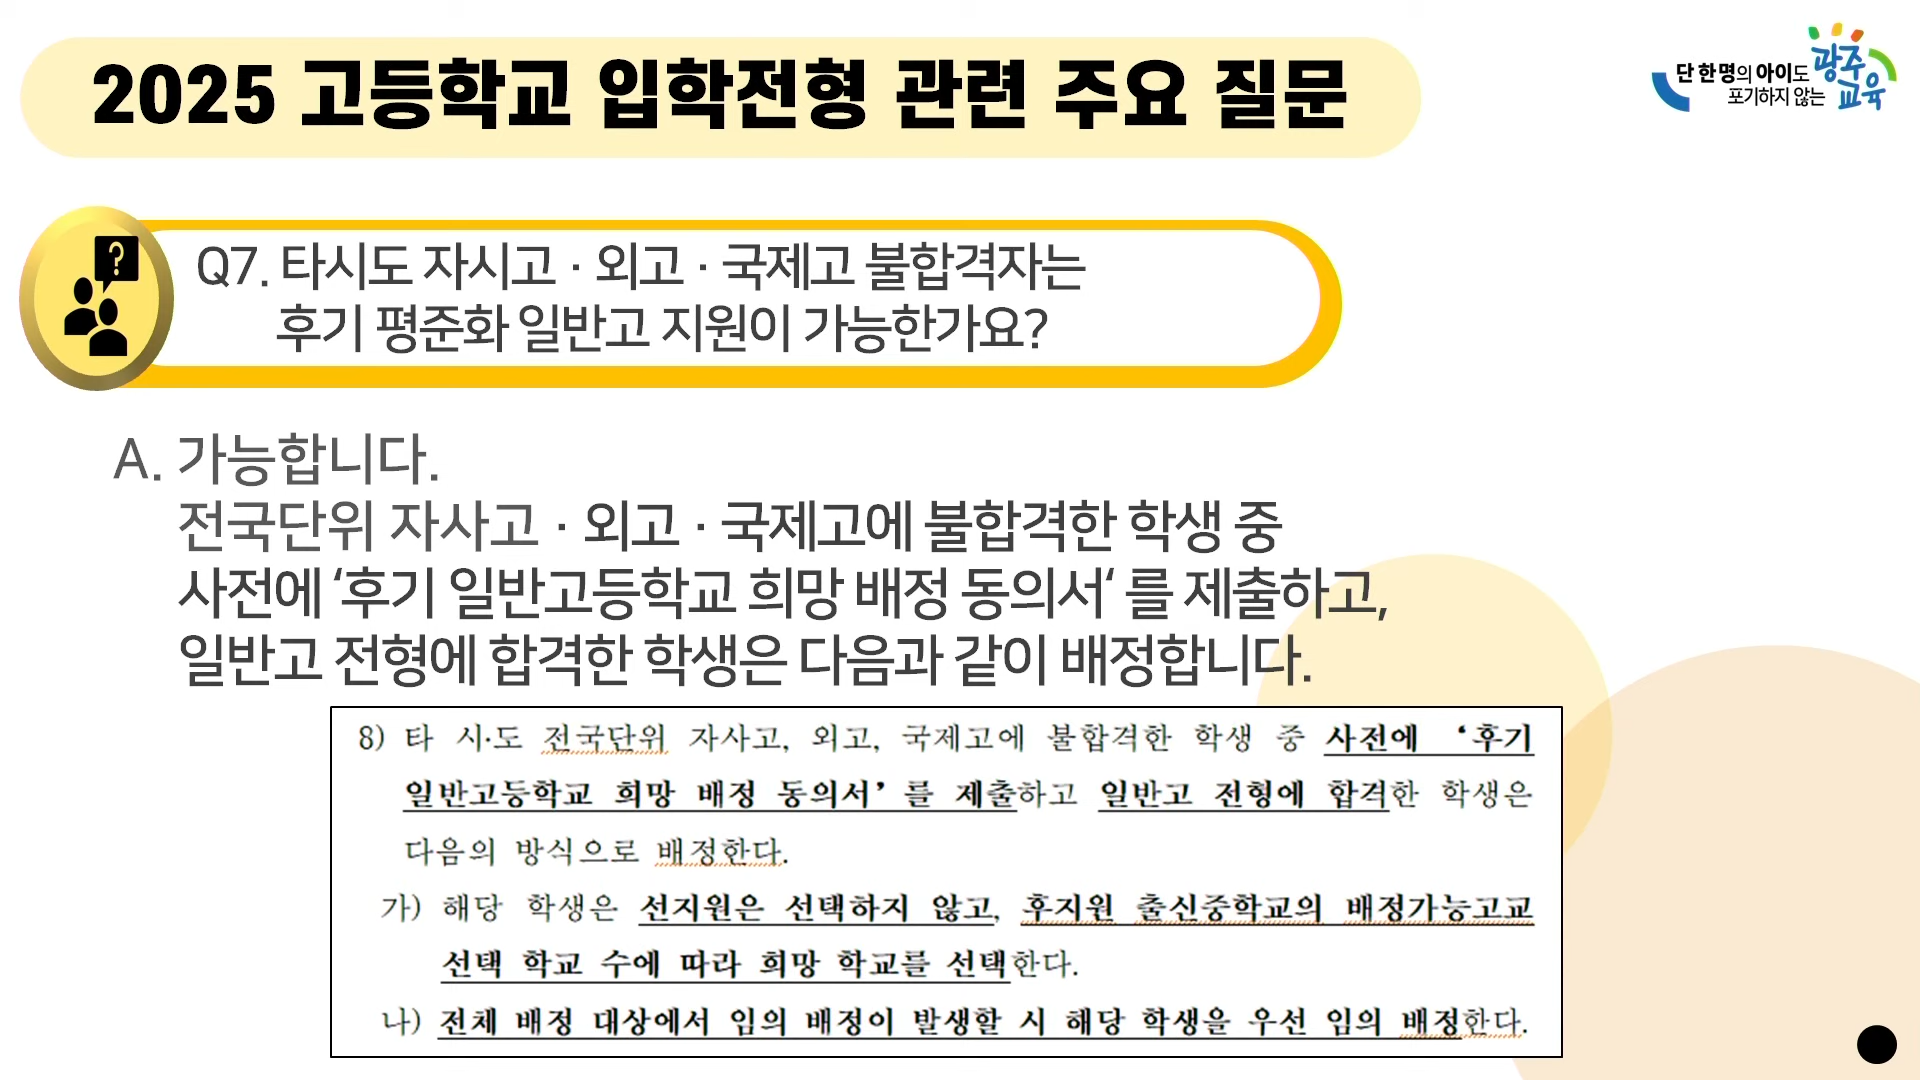 2025 고등학교 입학전형 관련 주요 질문
단 한명의 아이도
포기하지 않는
광주
교육
?
Q7. 타시도 자시고 · 외고 · 국제고 불합격자는
후기 평준화 일반고 지원이 가능한가요?
A. 가능합니다.
전국단위 자사고 · 외고 · 국제고에 불합격한 학생 중
사전에 ‘후기 일반고등학교 희망 배정 동의서‘ 를 제출하고,
일반고 전형에 합격한 학생은 다음과 같이 배정합니다.
8) 타 시·도 전국단위 자사고, 외고, 국제고에 불합격한 학생 중 사전에 ‘후기
일반고등학교 희망 배정 동의서’를 제출하고 일반고 전형에 합격한 학생은
다음의 방식으로 배정한다.
가) 해당 학생은 선지원은 선택하지 않고, 후지원 출신중학교의 배정가능고교
선택 학교 수에 따라 희망 학교를 선택한다.
나) 전체 배정 대상에서 임의 배정이 발생할 시 해당 학생을 우선 임의 배정한다.